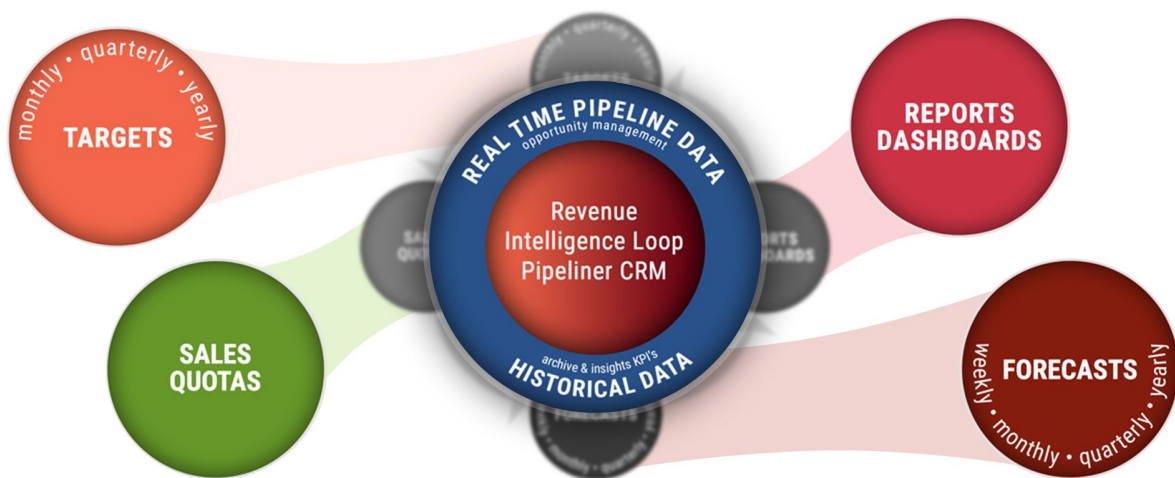 monthly • quarterly • yearly
TARGETS
SALES
QUOTAS
REAL TIME PIPELINE DATA
opportunity management
Revenue
Intelligence Loop
Pipeliner CRM
archive & insights KPI's
HISTORICAL DATA
REPORTS
DASHBOARDS
FORECASTS
weekly • monthly • quarterly • yearly